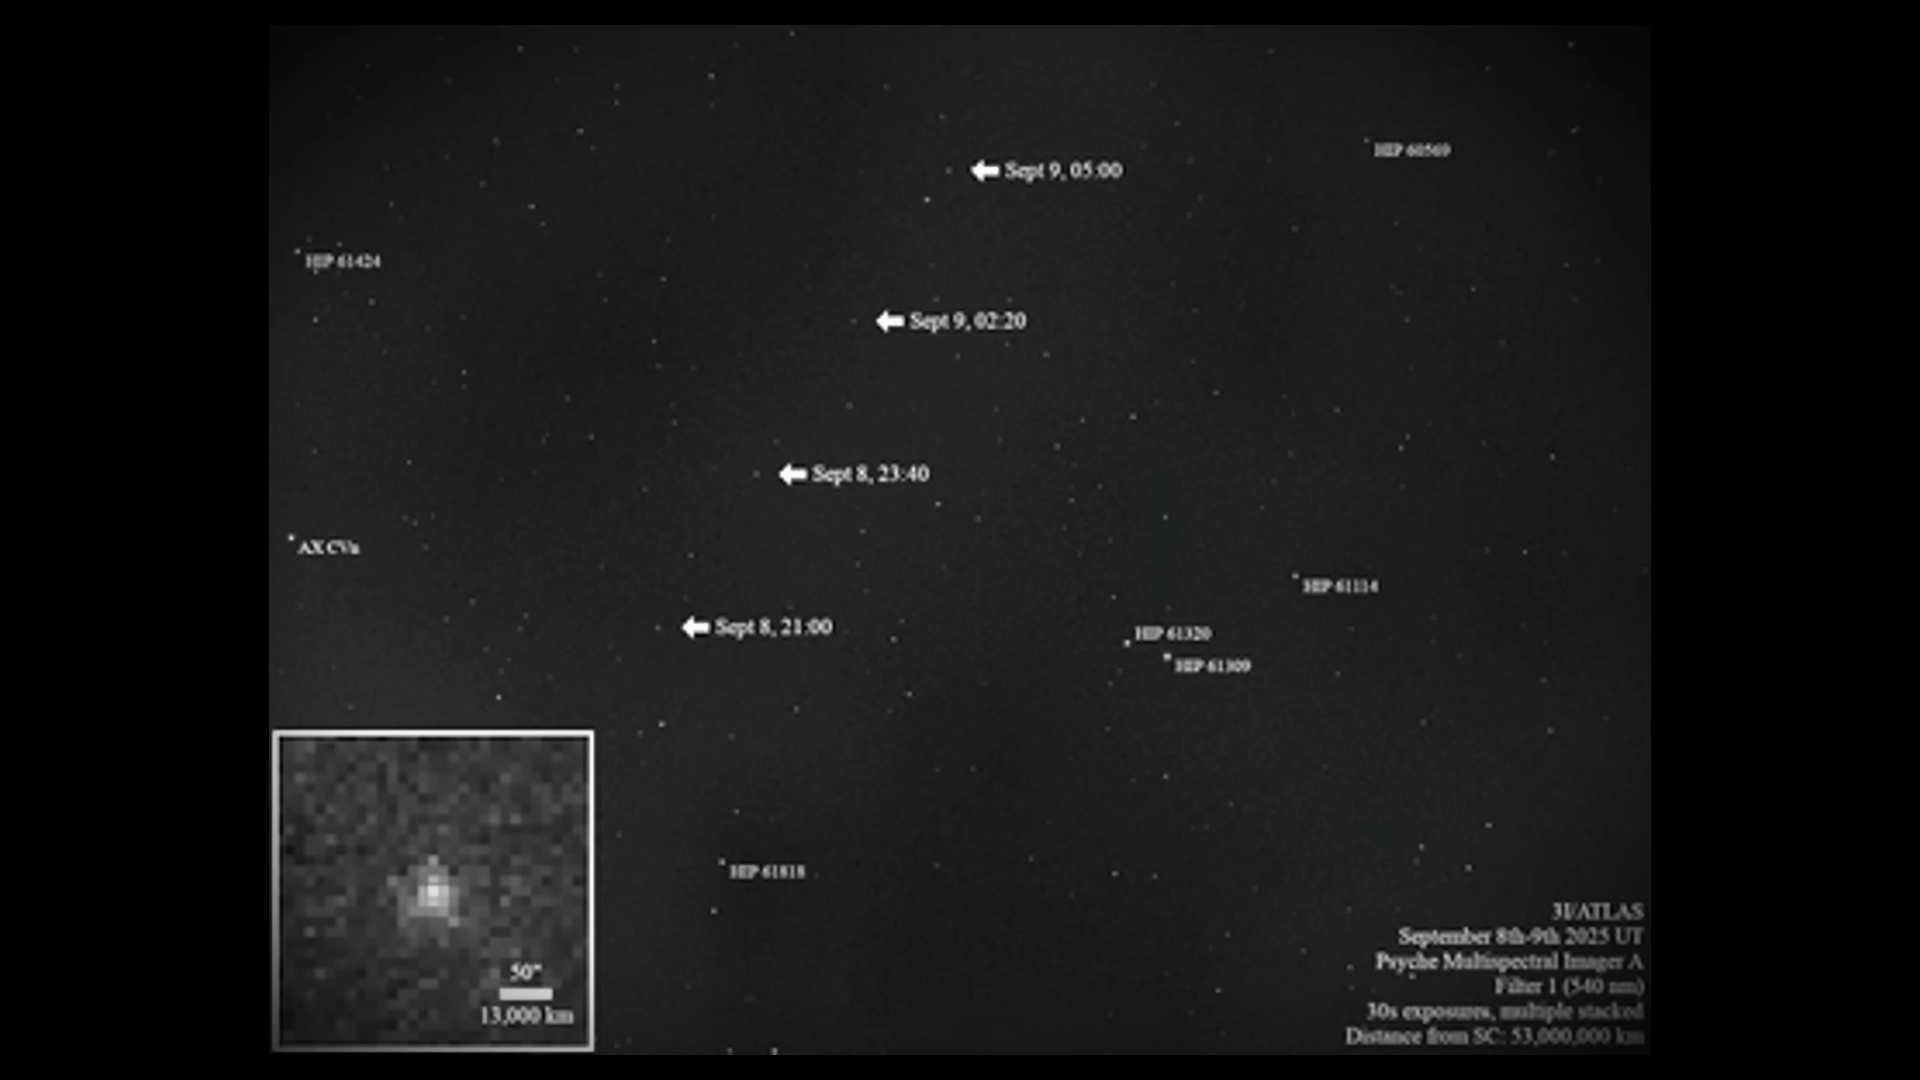 Sept 9, 05:00
HIP 60569
HIP 61424
Sept 9, 02:20
Sept 8, 23:40
AX CVn
HIP 61114
Sept 8, 21:00
HIP 61320
HIP 61309
HIP 61818
50"
13,000 km
3I/ATLAS
September 8th-9th 2025 UT
Psyche Multispectral Imager A
Filter 1 (540 nm)
30s exposures, multiple stacked
Distance from SC: 53,000,000 km